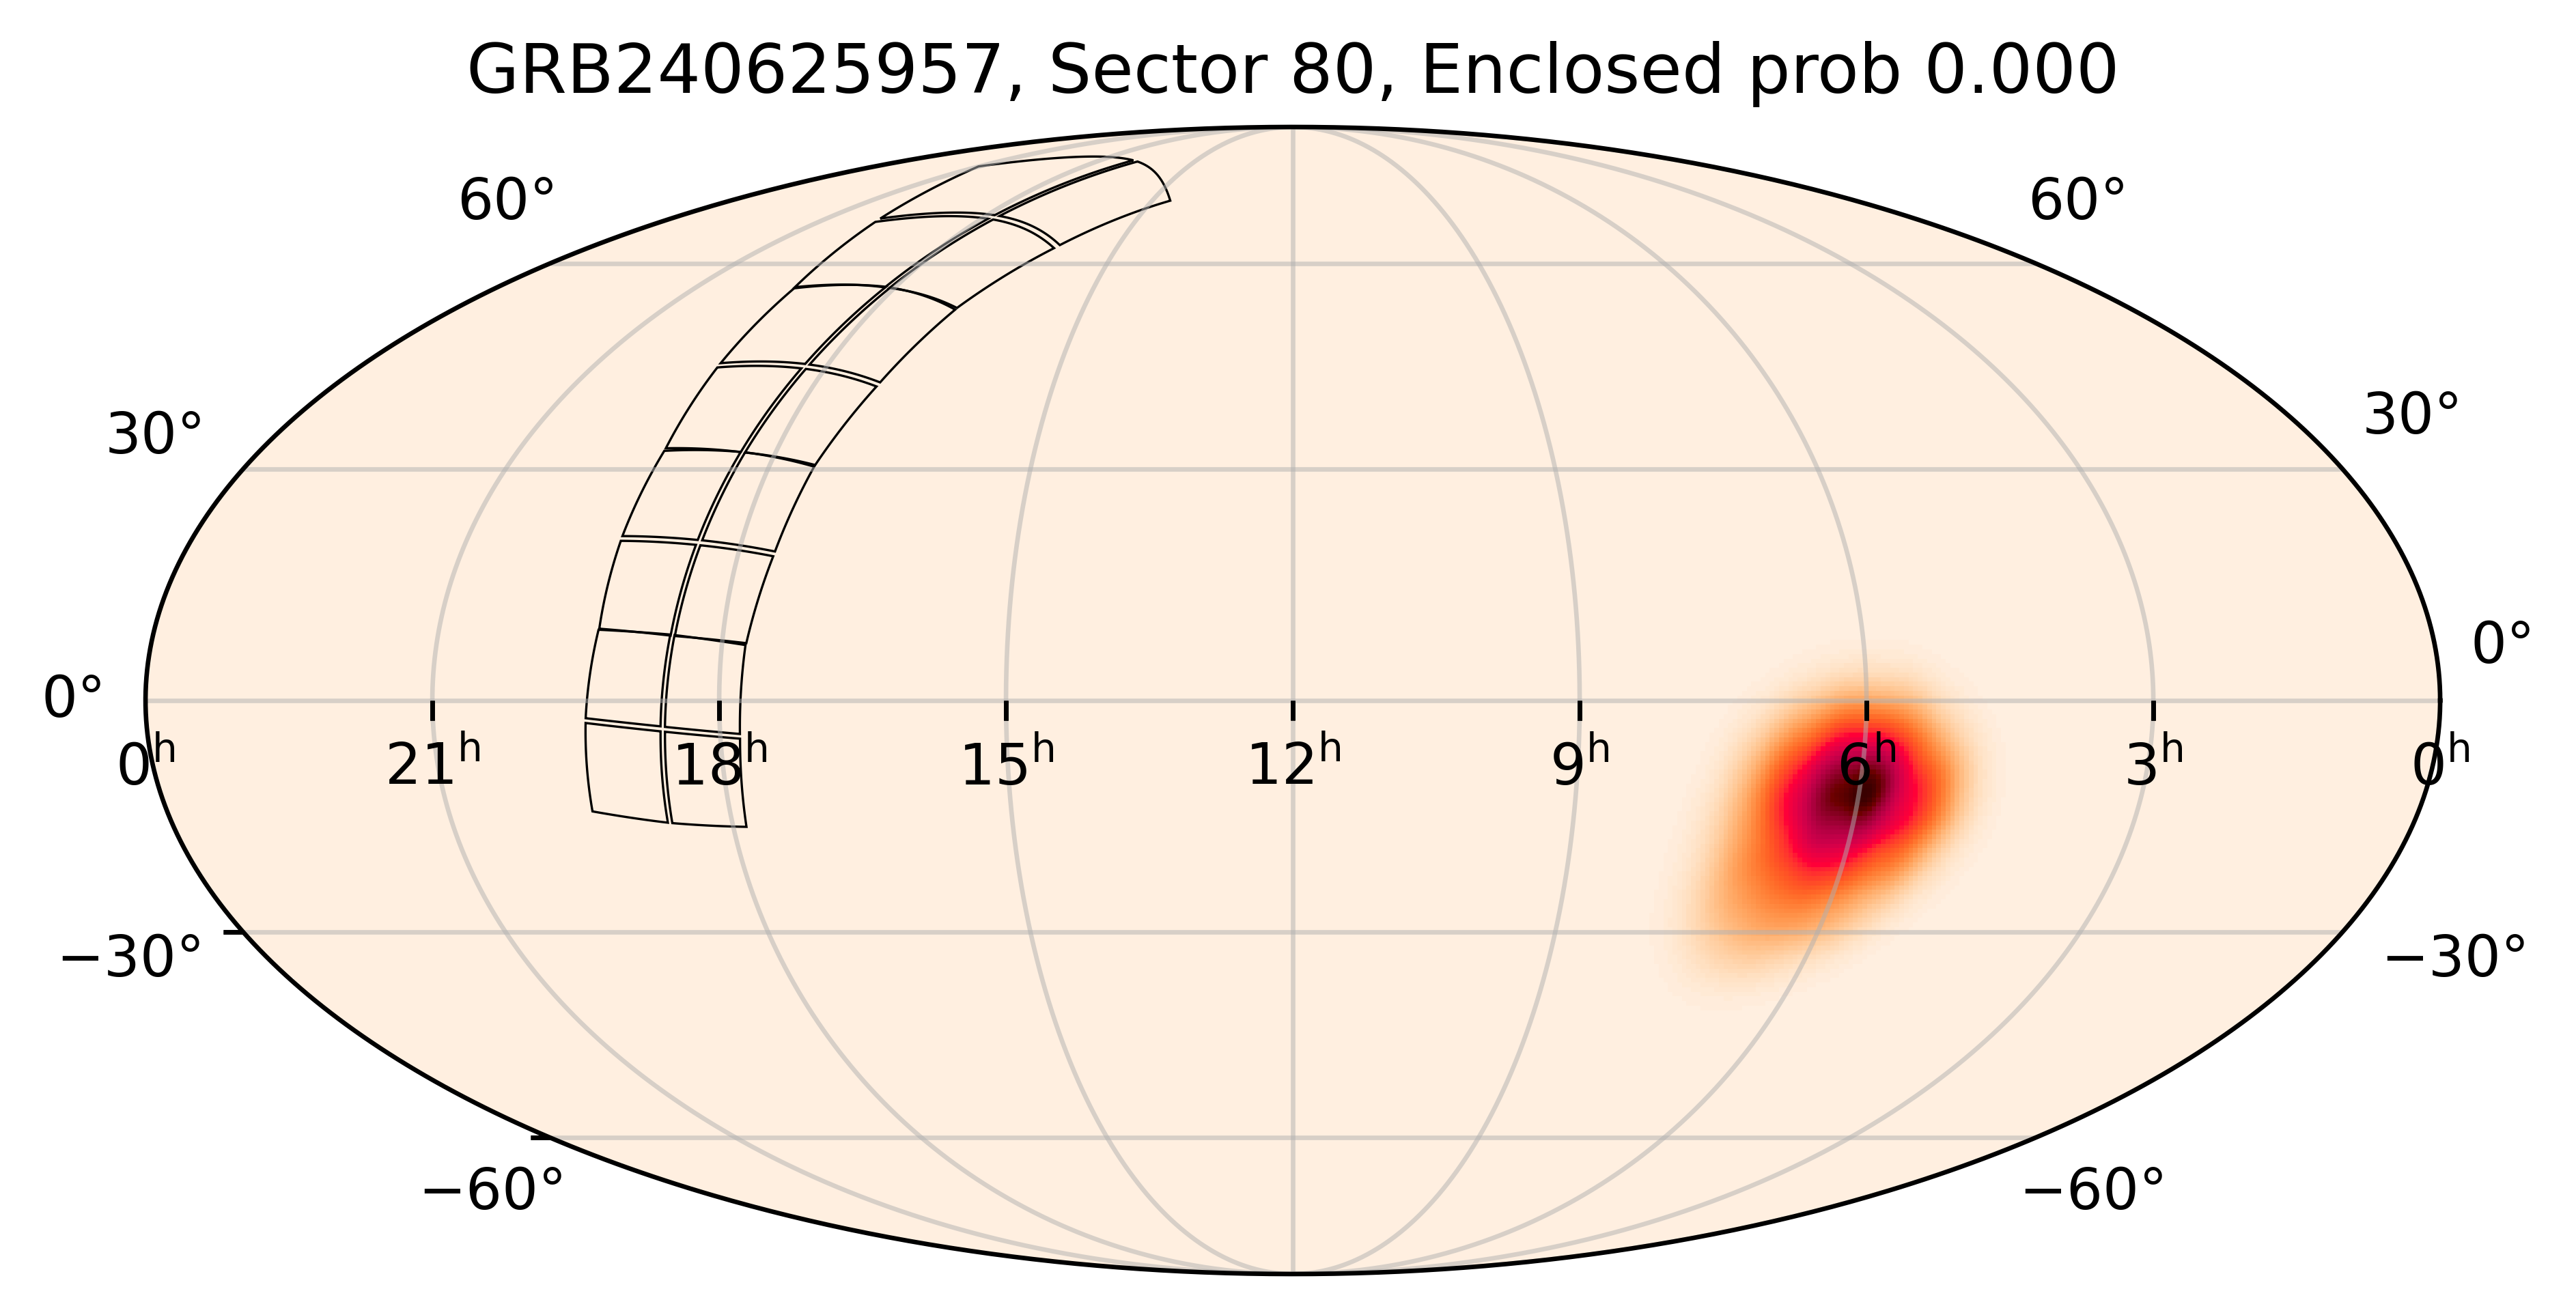 GRB240625957, Sector 80, Enclosed prob 0.000
60° 60°
30° 30°
0° 0°
0h 21h 18h 15h 12h 9h 6h 3h 0h
−30° −30°
−60° −60°